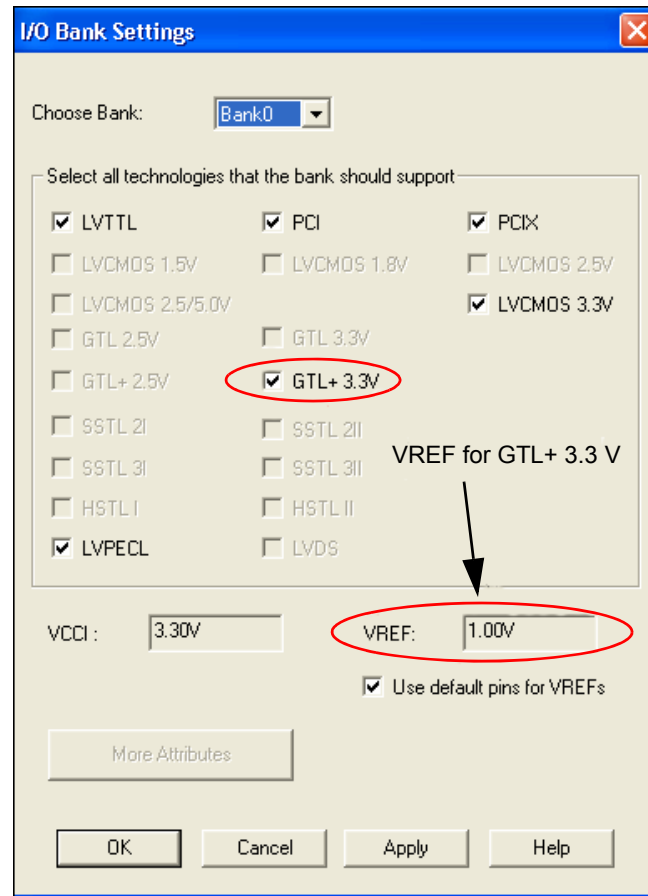 I/O Bank Settings
Choose Bank: Bank0
Select all technologies that the bank should support
LVTTL PCI PCIX
LVCMOS 1.5V LVCMOS 1.8V LVCMOS 2.5V
LVCMOS 2.5/5.0V LVCMOS 3.3V
GTL 2.5V GTL 3.3V
GTL+ 2.5V GTL+ 3.3V
SSTL 2I SSTL 2II
SSTL 3I SSTL 3II
VREF for GTL+ 3.3 V
HSTL I HSTL II
LVPECL LVDS
VCCI : 3.30V VREF: 1.00V
Use default pins for VREFs
More Attributes
OK Cancel Apply Help